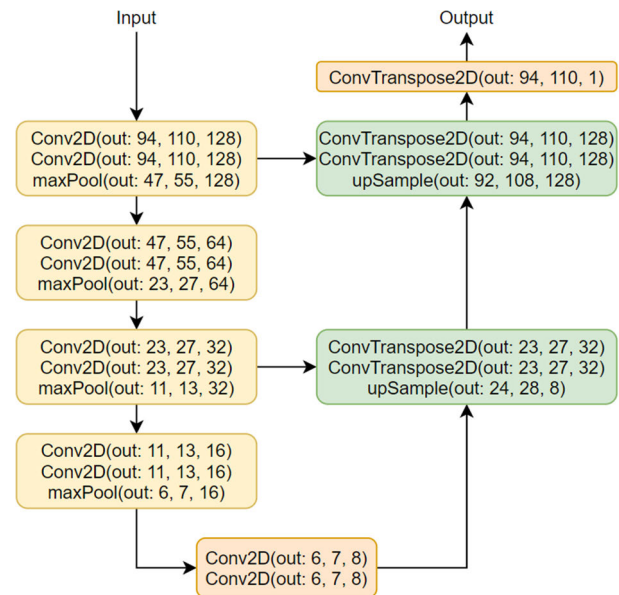 Input
Output
ConvTranspose2D(out: 94, 110, 1)
Conv2D(out: 94, 110, 128)
Conv2D(out: 94, 110, 128)
maxPool(out: 47, 55, 128)
ConvTranspose2D(out: 94, 110, 128)
ConvTranspose2D(out: 94, 110, 128)
upSample(out: 92, 108, 128)
Conv2D(out: 47, 55, 64)
Conv2D(out: 47, 55, 64)
maxPool(out: 23, 27, 64)
Conv2D(out: 23, 27, 32)
Conv2D(out: 23, 27, 32)
maxPool(out: 11, 13, 32)
ConvTranspose2D(out: 23, 27, 32)
ConvTranspose2D(out: 23, 27, 32)
upSample(out: 24, 28, 8)
Conv2D(out: 11, 13, 16)
Conv2D(out: 11, 13, 16)
maxPool(out: 6, 7, 16)
Conv2D(out: 6, 7, 8)
Conv2D(out: 6, 7, 8)